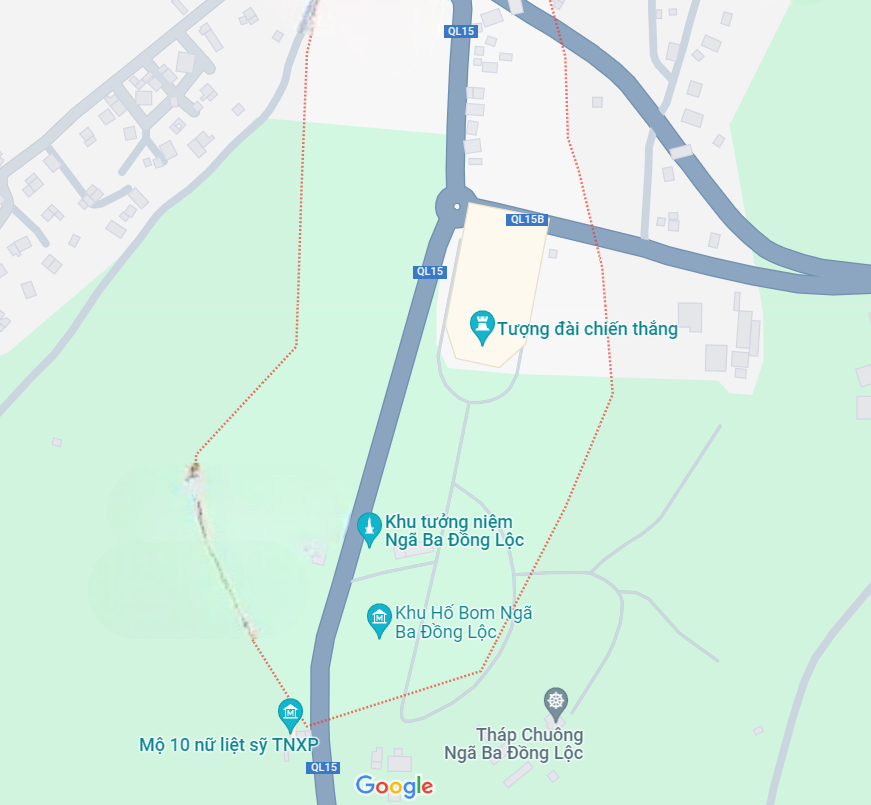 QL15
QL15B
QL15
Tượng đài chiến thắng
Khu tưởng niệm
Ngã Ba Đồng Lộc
Khu Hố Bom Ngã
Ba Đồng Lộc
Tháp Chuông
Ngã Ba Đồng Lộc
Mộ 10 nữ liệt sỹ TNXP
QL15
Google